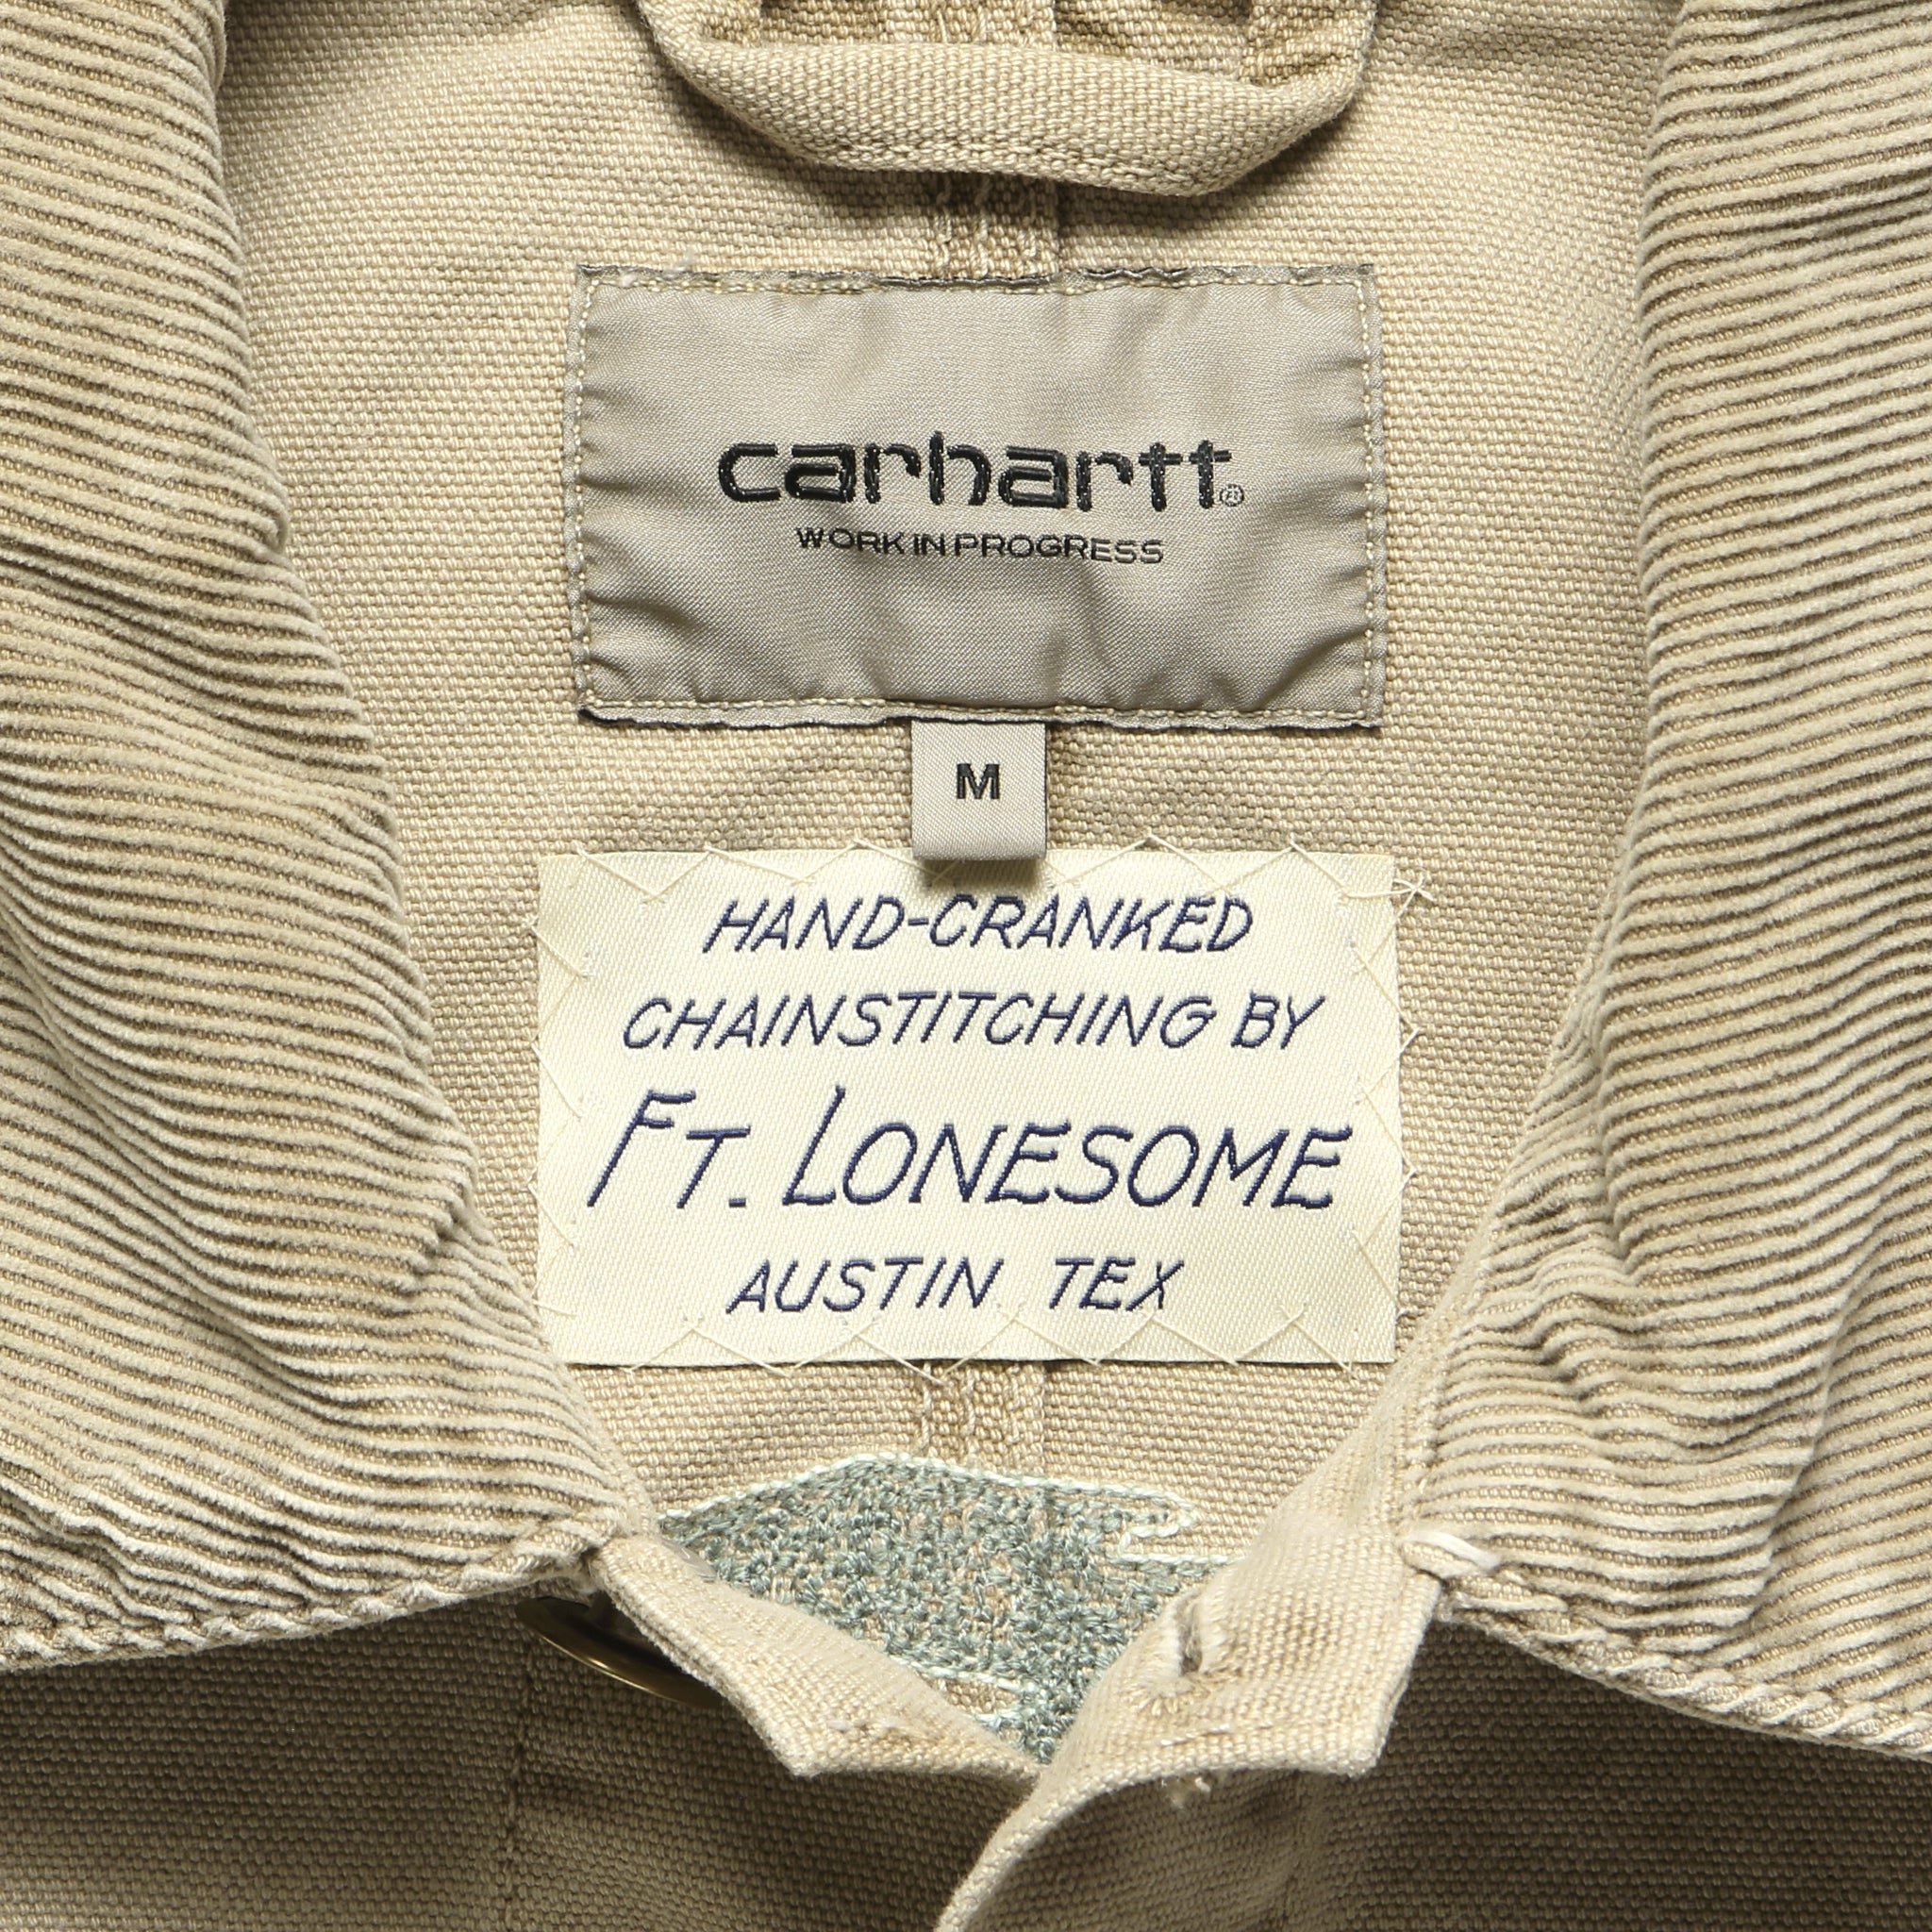 carhartt®
WORK IN PROGRESS
M
HAND-CRANKED
CHAINSTITCHING BY
FT. LONESOME
AUSTIN TEX